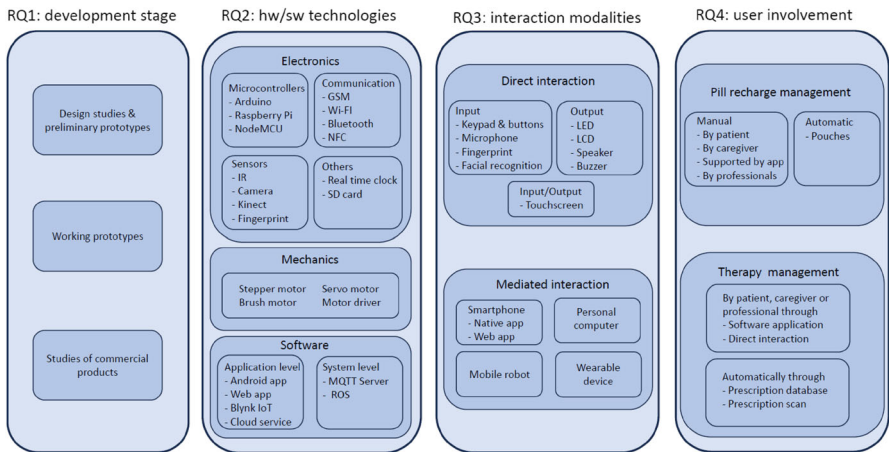 RQ1: development stage
Design studies &
preliminary prototypes
Working prototypes
Studies of commercial
products
RQ2: hw/sw technologies
Electronics
Microcontrollers
- Arduino
- Raspberry Pi
- NodeMCU
Communication
- GSM
- Wi-FI
- Bluetooth
- NFC
Sensors
- IR
- Camera
- Kinect
- Fingerprint
Others
- Real time clock
- SD card
Mechanics
Stepper motor
Servo motor
Brush motor
Motor driver
Software
Application level
- Android app
- Web app
- Blynk IoT
- Cloud service
System level
- MQTT Server
- ROS
RQ3: interaction modalities
Direct interaction
Input
- Keypad & buttons
- Microphone
- Fingerprint
- Facial recognition
Output
- LED
- LCD
- Speaker
- Buzzer
Input/Output
- Touchscreen
Mediated interaction
Smartphone
- Native app
- Web app
Personal
computer
Mobile robot
Wearable
device
RQ4: user involvement
Pill recharge management
Manual
- By patient
- By caregiver
- Supported by app
- By professionals
Automatic
- Pouches
Therapy management
By patient, caregiver or
professional through
- Software application
- Direct interaction
Automatically through
- Prescription database
- Prescription scan